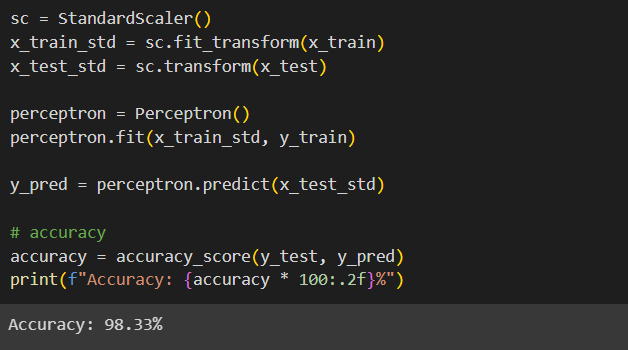 sc = StandardScaler()
x_train_std = sc.fit_transform(x_train)
x_test_std = sc.transform(x_test)
perceptron = Perceptron()
perceptron.fit(x_train_std, y_train)
y_pred = perceptron.predict(x_test_std)
# accuracy
accuracy = accuracy_score(y_test, y_pred)
print(f"Accuracy: {accuracy * 100:.2f}%")
Accuracy: 98.33%